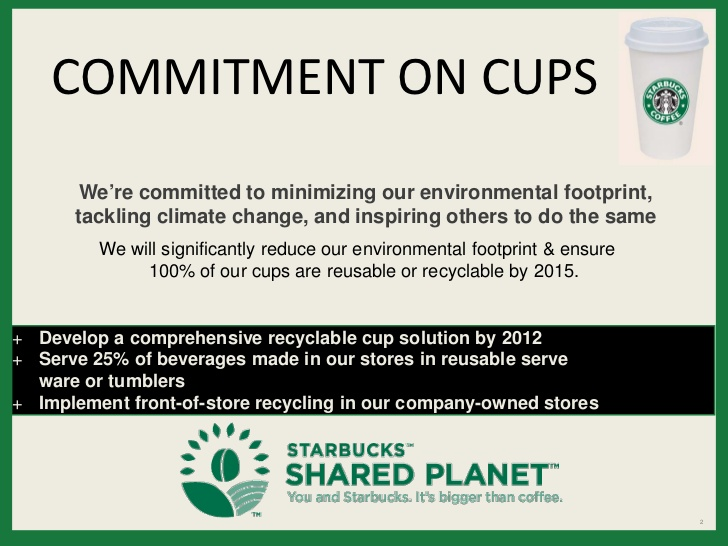 COMMITMENT ON CUPS
STARBUCKS
COFFEE
We're committed to minimizing our environmental footprint,
tackling climate change, and inspiring others to do the same
We will significantly reduce our environmental footprint & ensure
100% of our cups are reusable or recyclable by 2015.
+ Develop a comprehensive recyclable cup solution by 2012
+ Serve 25% of beverages made in our stores in reusable serve
ware or tumblers
+ Implement front-of-store recycling in our company-owned stores
STARBUCKS™
SHARED PLANET™
You and Starbucks. It's bigger than coffee.
™
2